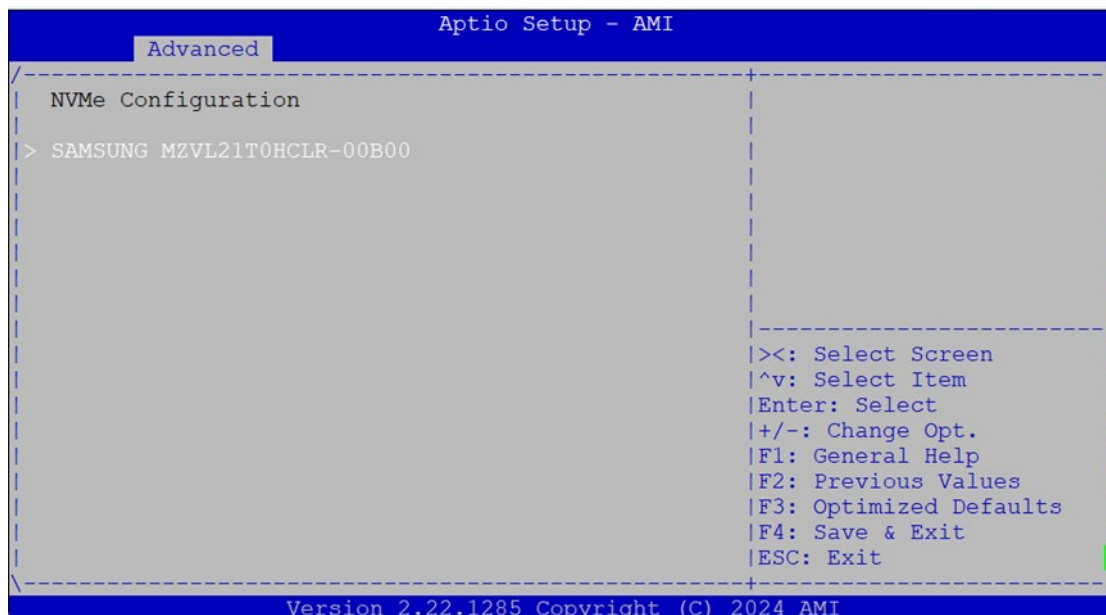 Aptio Setup - AMI
Advanced
NVMe Configuration
> SAMSUNG MZVL21T0HCLR-00B00
><: Select Screen
^v: Select Item
Enter: Select
+/-: Change Opt.
F1: General Help
F2: Previous Values
F3: Optimized Defaults
F4: Save & Exit
ESC: Exit
Version 2.22.1285 Copyright (C) 2024 AMI